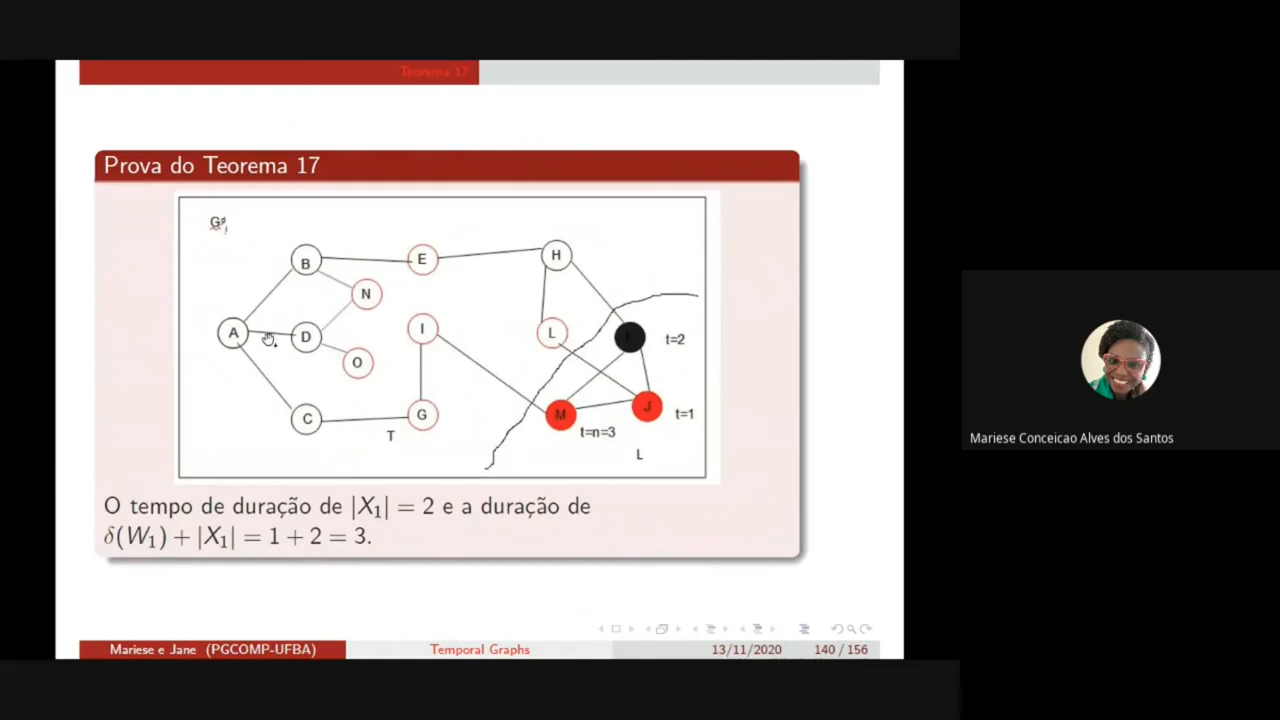 Teorema 17
Prova do Teorema 17
G
B
E
H
N
A
D
I
L
t=2
O
M
J
t=1
C
G
T
t=n=3
L
O tempo de duração de |X₁| = 2 e a duração de
δ(W₁) + |X₁| = 1 + 2 = 3.
Mariese e Jane (PGCOMP-UFBA)
Temporal Graphs
13/11/2020
140 / 156
Mariese Conceicao Alves dos Santos